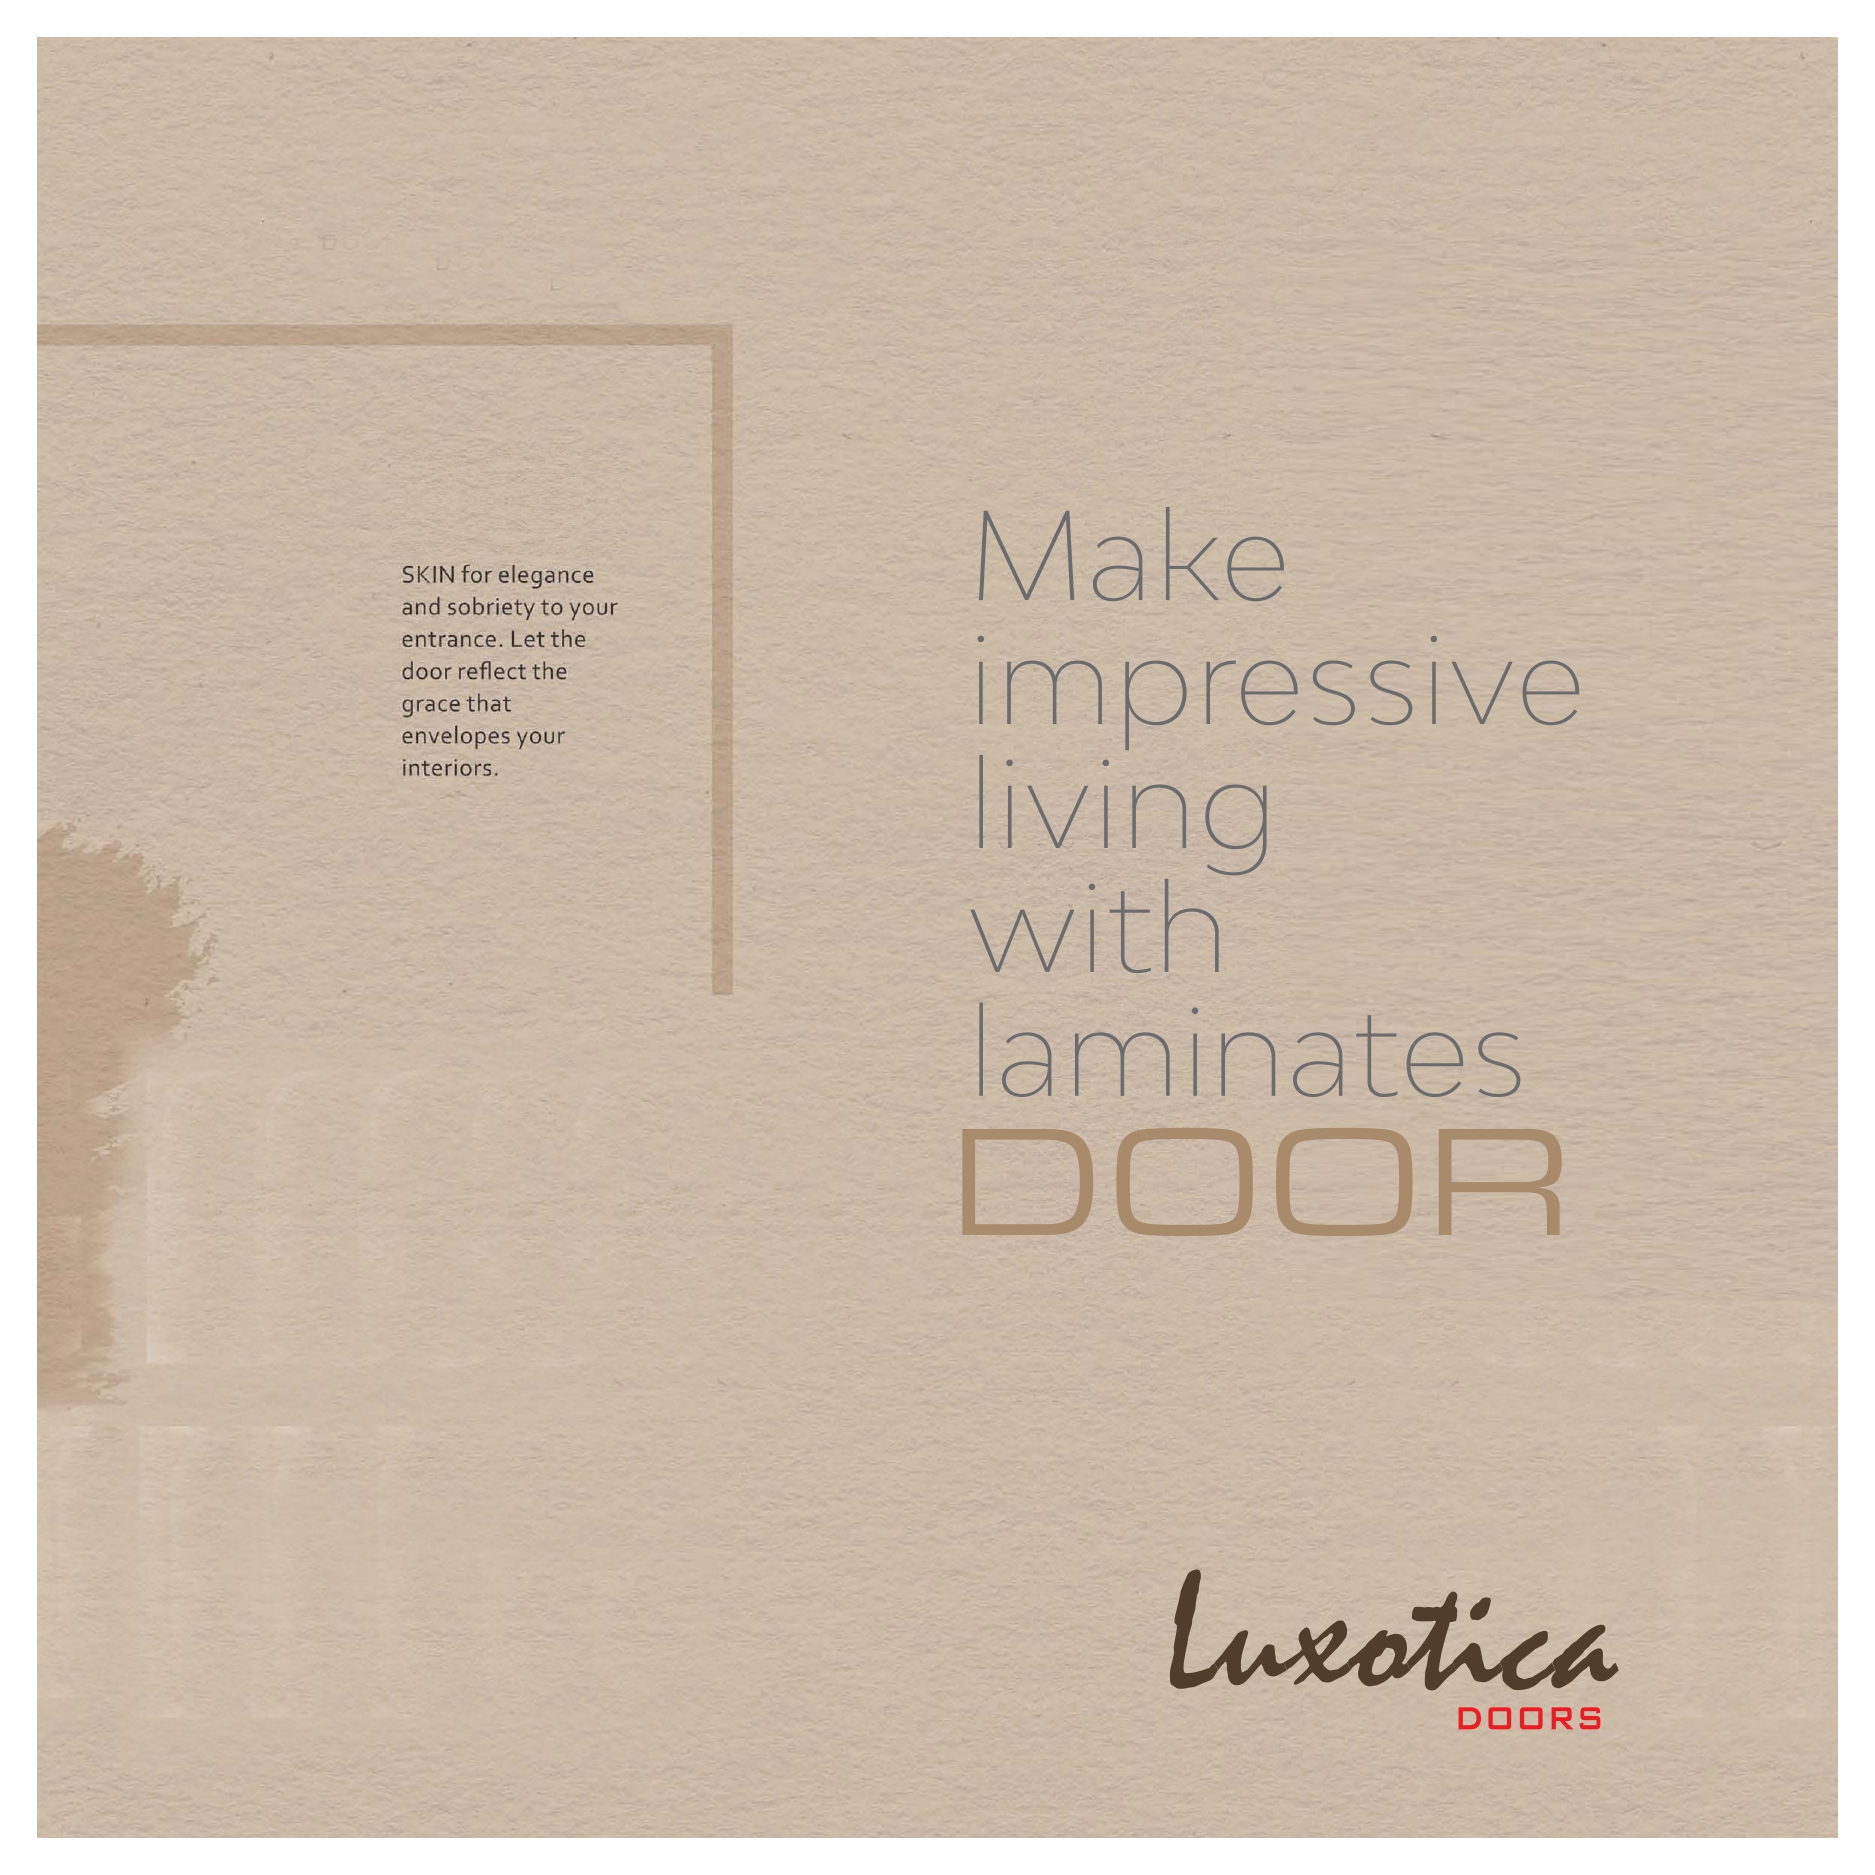 SKIN for elegance
and sobriety to your
entrance. Let the
door reflect the
grace that
envelopes your
interiors.
Make
impressive
living
with
laminates
DOOR
Luxotica
DOORS